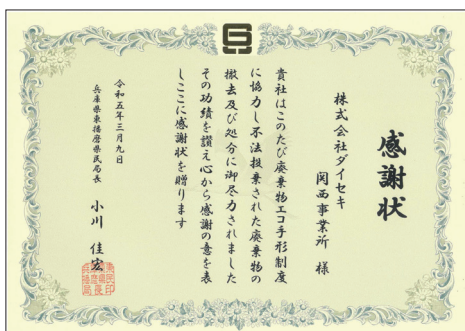 感謝状
株式会社ダイセキ
関西事業所 様
貴社はこのたび廃棄物エコ手形制度
に協力し不法投棄された廃棄物の
撤去及び処分に御尽力されました
その功績を讃え心から感謝の意を表
しここに感謝状を贈ります
令和五年三月九日
兵庫県東播磨県民局長 小川佳宏